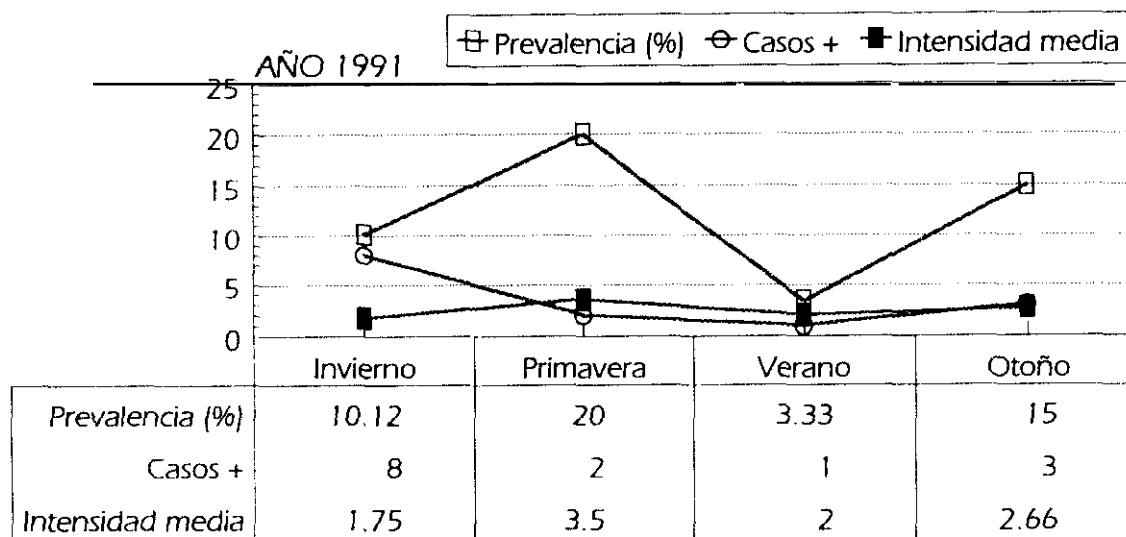 Prevalencia (%) Casos + Intensidad media
AÑO 1991
25
20
15
10
5
0
Invierno Primavera Verano Otoño
Prevalencia (%) 10.12 20 3.33 15
Casos + 8 2 1 3
Intensidad media 1.75 3.5 2 2.66